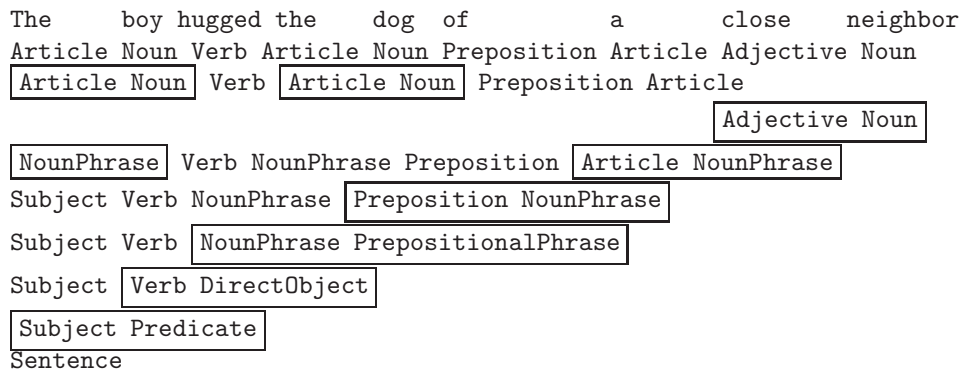 The boy hugged the dog of a close neighbor
Article Noun Verb Article Noun Preposition Article Adjective Noun
Article Noun Verb Article Noun Preposition Article
Adjective Noun
NounPhrase Verb NounPhrase Preposition Article NounPhrase
Subject Verb NounPhrase Preposition NounPhrase
Subject Verb NounPhrase PrepositionalPhrase
Subject Verb DirectObject
Subject Predicate
Sentence